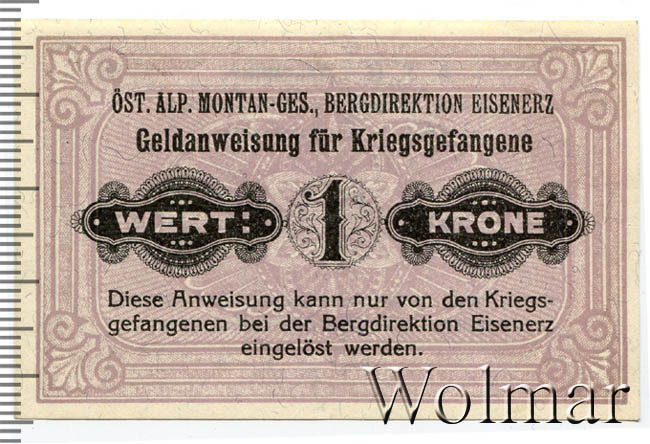 ÖST. ALP. MONTAN-GES., BERGDIREKTION EISENERZ
Geldanweisung für Kriegsgefangene
WERT: 1 KRONE
Diese Anweisung kann nur von den Kriegs-
gefangenen bei der Bergdirektion Eisenerz
eingelöst werden.
Wolmar